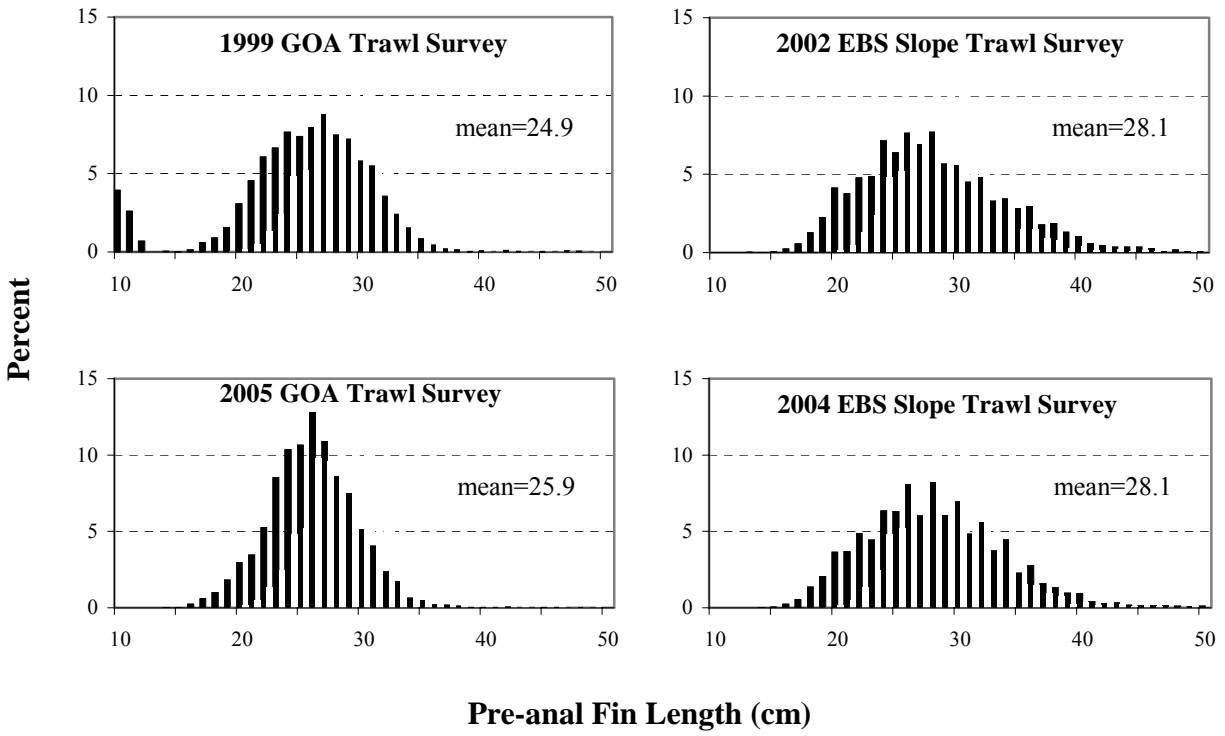 Percent
1999 GOA Trawl Survey
mean=24.9
15
10
5
0
10 20 30 40 50
2002 EBS Slope Trawl Survey
mean=28.1
15
10
5
0
10 20 30 40 50
2005 GOA Trawl Survey
mean=25.9
15
10
5
0
10 20 30 40 50
2004 EBS Slope Trawl Survey
mean=28.1
15
10
5
0
10 20 30 40 50
Pre-anal Fin Length (cm)